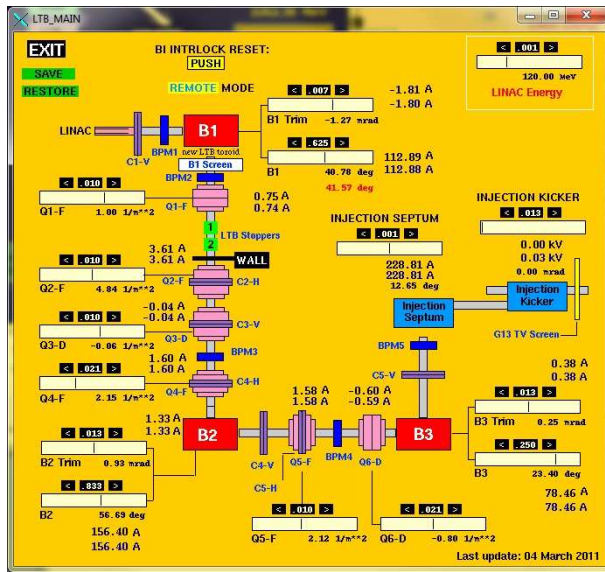 LTB_MAIN
EXIT
BI INTRLOCK RESET:
PUSH
SAVE
RESTORE
REMOTE MODE
< .001 >
120.00 MeV
LINAC Energy
< .007 >
B1 Trim -1.27 mrad
-1.81 A
-1.80 A
LINAC
B1
BPM1
C1-V
new LTB toroid
B1 Screen
< .625 >
B1 40.78 deg
41.57 deg
112.89 A
112.88 A
BPM2
< .010 >
Q1-F 1.00 1/m**2
Q1-F
0.75 A
0.74 A
1
2
LTB Stoppers
WALL
INJECTION SEPTUM
< .001 >
228.81 A
228.81 A
12.65 deg
INJECTION KICKER
< .013 >
0.00 kV
0.03 kV
0.00 mrad
Injection Septum
Injection Kicker
G13 TV Screen
3.61 A
3.61 A
< .010 >
Q2-F 4.84 1/m**2
Q2-F
C2-H
-0.04 A
-0.04 A
< .010 >
Q3-D -0.06 1/m**2
Q3-D
C3-V
BPM3
1.60 A
1.60 A
< .021 >
Q4-F 2.15 1/m**2
Q4-F
C4-H
BPM5
C5-V
0.38 A
0.38 A
< .013 >
B3 Trim 0.25 mrad
1.33 A
1.33 A
< .013 >
B2 Trim 0.93 mrad
B2
1.58 A
1.58 A
-0.60 A
-0.59 A
B3
C4-V
Q5-F
C5-H
BPM4
Q6-D
< .250 >
B3 23.40 deg
78.46 A
78.46 A
< .833 >
B2 56.69 deg
156.40 A
156.40 A
< .010 >
Q5-F 2.12 1/m**2
< .021 >
Q6-D -0.80 1/m**2
Last update: 04 March 2011